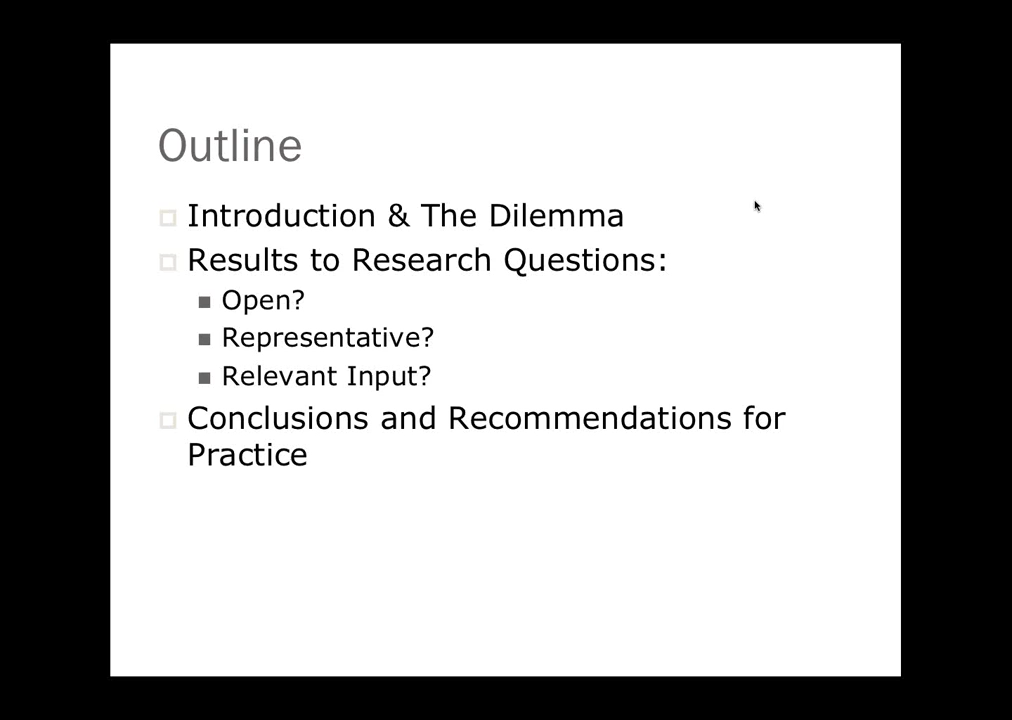 Outline
Introduction & The Dilemma
Results to Research Questions:
Open?
Representative?
Relevant Input?
Conclusions and Recommendations for
Practice